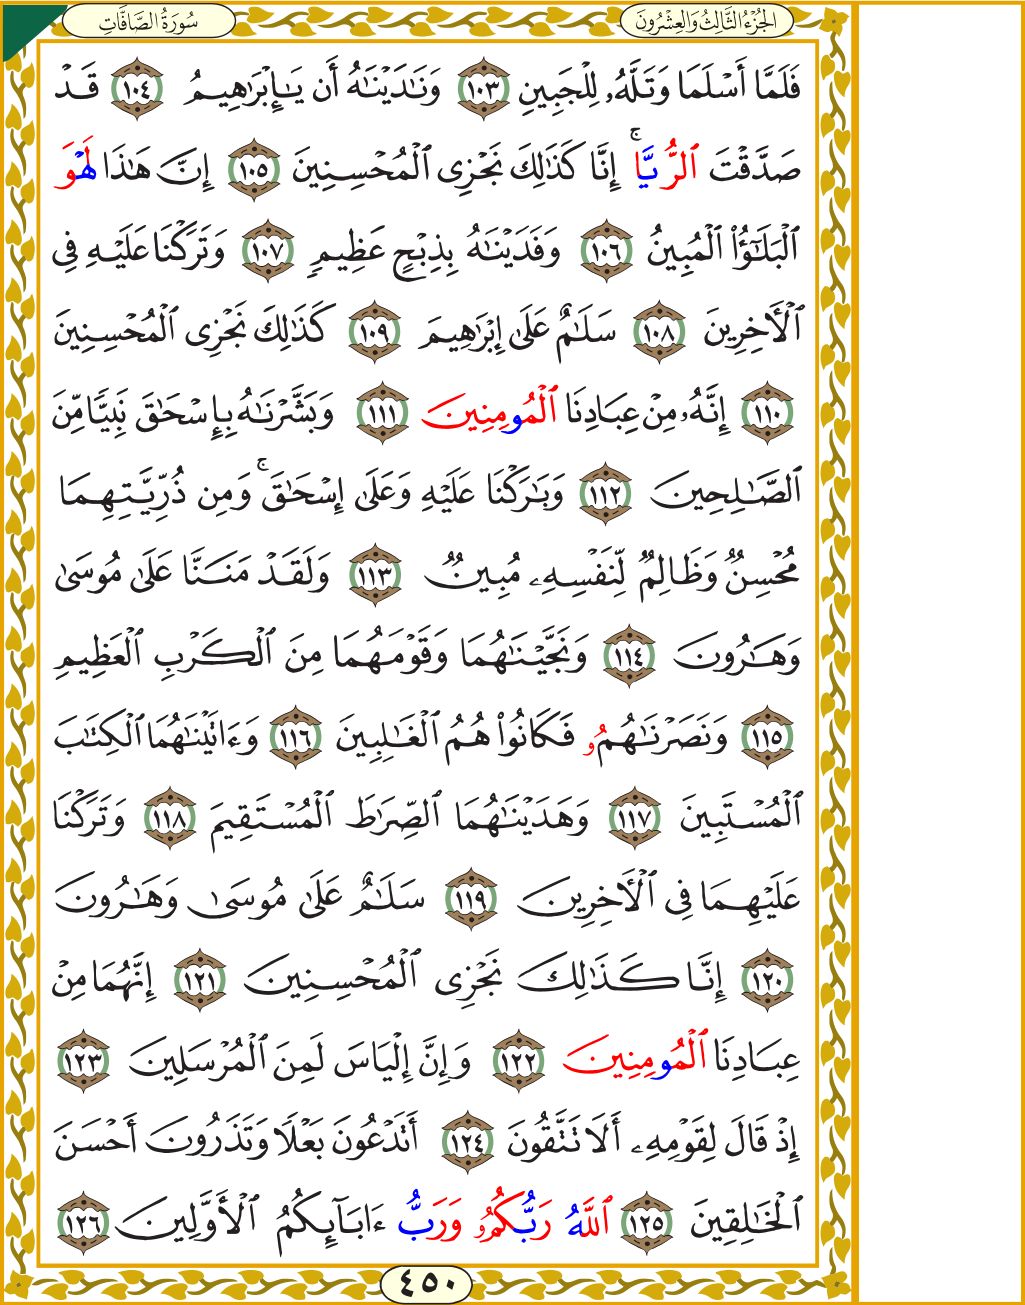 الجُزْءُ الثَّالِثُ وَالعِشْرُونَ
سُورَةُ الصَّافَّاتِ
فَلَمَّآ أَسْلَمَا وَتَلَّهُۥ لِلْجَبِينِ ١٠٣ وَنَٰدَيْنَٰهُ أَن يَٰٓإِبْرَٰهِيمُ ١٠٤ قَدْ
صَدَّقْتَ ٱلرُّيَّآ ۚ إِنَّا كَذَٰلِكَ نَجْزِى ٱلْمُحْسِنِينَ ١٠٥ إِنَّ هَٰذَا لَهْوَ
ٱلْبَلَٰٓؤُا۟ ٱلْمُبِينُ ١٠٦ وَفَدَيْنَٰهُ بِذِبْحٍ عَظِيمٍ ١٠٧ وَتَرَكْنَا عَلَيْهِ فِى
ٱلْءَاخِرِينَ ١٠٨ سَلَٰمٌ عَلَىٰٓ إِبْرَٰهِيمَ ١٠٩ كَذَٰلِكَ نَجْزِى ٱلْمُحْسِنِينَ
١١٠ إِنَّهُۥ مِنْ عِبَادِنَا ٱلْمُومِنِينَ ١١١ وَبَشَّرْنَٰهُ بِإِسْحَٰقَ نَبِيًّا مِّنَ
ٱلصَّٰلِحِينَ ١١٢ وَبَٰرَكْنَا عَلَيْهِ وَعَلَىٰٓ إِسْحَٰقَ ۚ وَمِن ذُرِّيَّتِهِمَا
مُحْسِنٌ وَظَالِمٌ لِّنَفْسِهِۦ مُبِينٌ ١١٣ وَلَقَدْ مَنَنَّا عَلَىٰ مُوسَىٰ
وَهَٰرُونَ ١١٤ وَنَجَّيْنَٰهُمَا وَقَوْمَهُمَا مِنَ ٱلْكَرْبِ ٱلْعَظِيمِ
١١٥ وَنَصَرْنَٰهُمُۥ فَكَانُوا۟ هُمُ ٱلْغَٰلِبِينَ ١١٦ وَءَاتَيْنَٰهُمَا ٱلْكِتَٰبَ
ٱلْمُسْتَبِينَ ١١٧ وَهَدَيْنَٰهُمَا ٱلصِّرَٰطَ ٱلْمُسْتَقِيمَ ١١٨ وَتَرَكْنَا
عَلَيْهِمَا فِى ٱلْءَاخِرِينَ ١١٩ سَلَٰمٌ عَلَىٰ مُوسَىٰ وَهَٰرُونَ
١٢٠ إِنَّا كَذَٰلِكَ نَجْزِى ٱلْمُحْسِنِينَ ١٢١ إِنَّهُمَا مِنْ
عِبَادِنَا ٱلْمُومِنِينَ ١٢٢ وَإِنَّ إِلْيَاسَ لَمِنَ ٱلْمُرْسَلِينَ ١٢٣
إِذْ قَالَ لِقَوْمِهِۦٓ أَلَا تَتَّقُونَ ١٢٤ أَتَدْعُونَ بَعْلًا وَتَذَرُونَ أَحْسَنَ
ٱلْخَٰلِقِينَ ١٢٥ ٱللَّهُ رَبُّكُمُۥ وَرَبُّ ءَابَآئِكُمُ ٱلْأَوَّلِينَ ١٢٦
٤٥٠